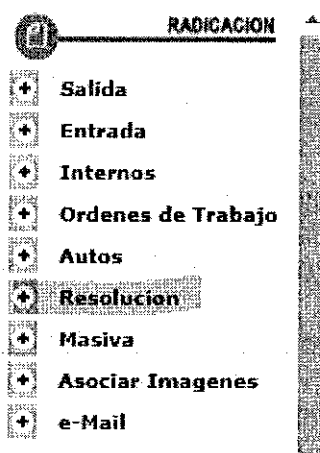 RADICACION
Salida
Entrada
Internos
Ordenes de Trabajo
Autos
Resolucion
Masiva
Asociar Imagenes
e-Mail